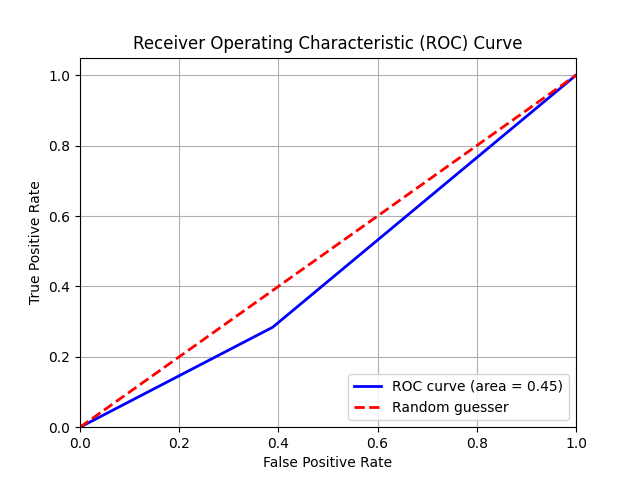 Receiver Operating Characteristic (ROC) Curve
True Positive Rate
1.0
0.8
0.6
0.4
0.2
0.0
0.0 0.2 0.4 0.6 0.8 1.0
False Positive Rate
ROC curve (area = 0.45)
Random guesser